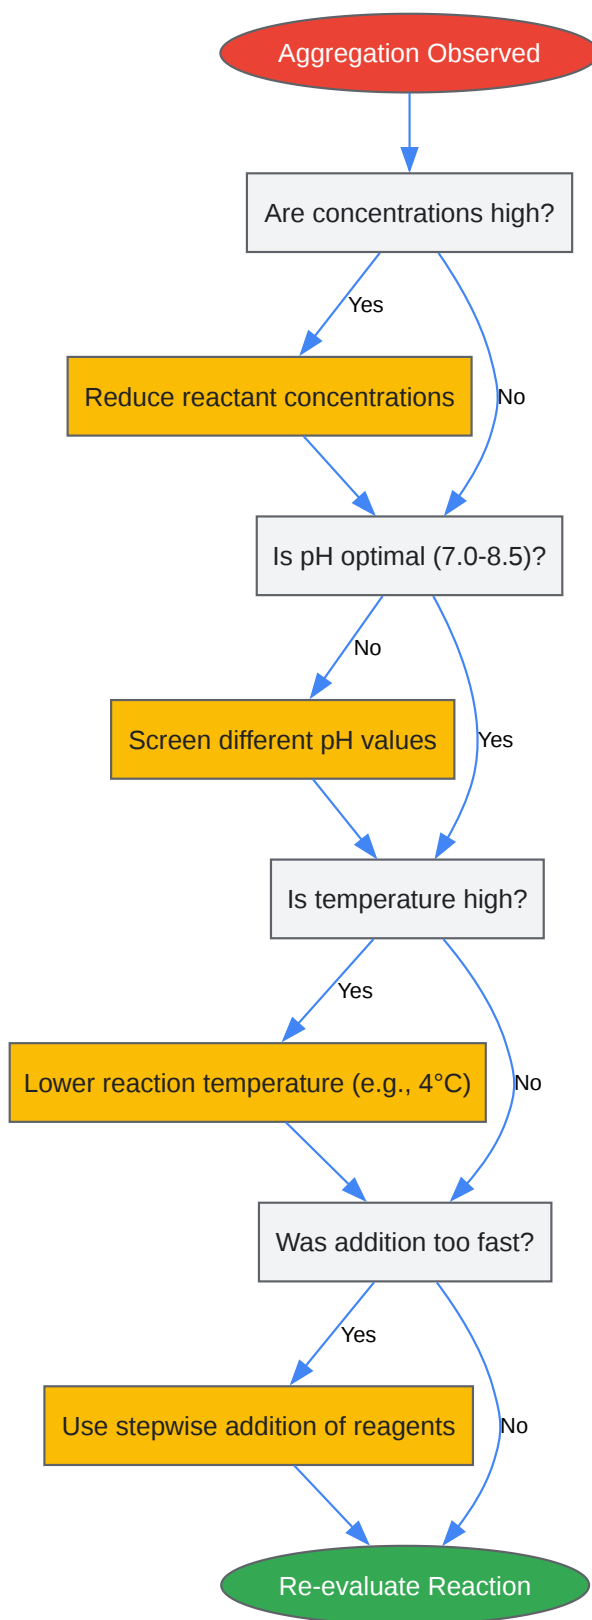 Aggregation Observed
Are concentrations high?
Yes
Reduce reactant concentrations
No
Is pH optimal (7.0-8.5)?
No
Screen different pH values
Yes
Is temperature high?
Yes
Lower reaction temperature (e.g., 4°C)
No
Was addition too fast?
Yes
Use stepwise addition of reagents
No
Re-evaluate Reaction